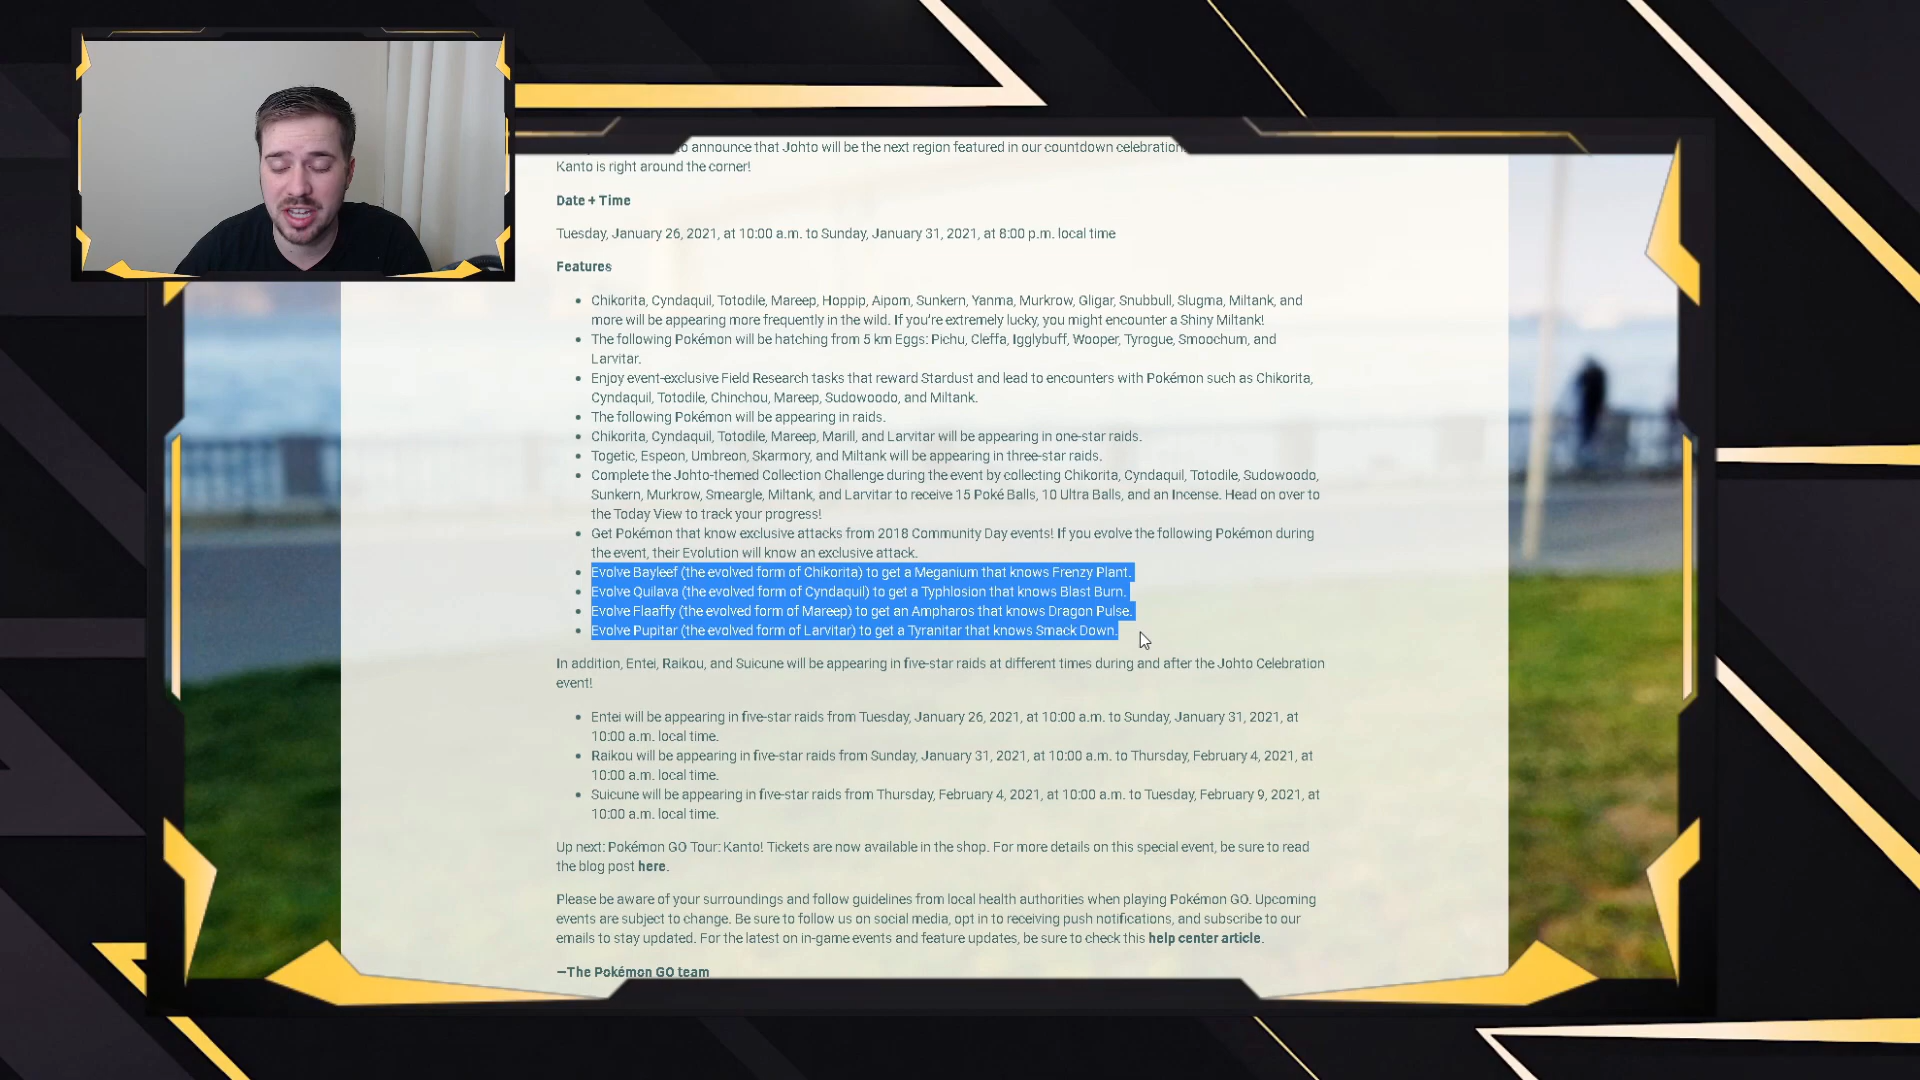 o announce that Johto will be the next region featured in our countdown celebration
Kanto is right around the corner!
Date + Time
Tuesday, January 26, 2021, at 10:00 a.m. to Sunday, January 31, 2021, at 8:00 p.m. local time
Features
• Chikorita, Cyndaquil, Totodile, Mareep, Hoppip, Aipom, Sunkern, Yanma, Murkrow, Gligar, Snubbull, Slugma, Miltank, and
more will be appearing more frequently in the wild. If you're extremely lucky, you might encounter a Shiny Miltank!
• The following Pokémon will be hatching from 5 km Eggs: Pichu, Cleffa, Igglybuff, Wooper, Tyrogue, Smoochum, and
Larvitar.
• Enjoy event-exclusive Field Research tasks that reward Stardust and lead to encounters with Pokémon such as Chikorita,
Cyndaquil, Totodile, Chinchou, Mareep, Sudowoodo, and Miltank.
• The following Pokémon will be appearing in raids.
• Chikorita, Cyndaquil, Totodile, Mareep, Marill, and Larvitar will be appearing in one-star raids.
• Togetic, Espeon, Umbreon, Skarmory, and Miltank will be appearing in three-star raids.
• Complete the Johto-themed Collection Challenge during the event by collecting Chikorita, Cyndaquil, Totodile, Sudowoodo,
Sunkern, Murkrow, Smeargle, Miltank, and Larvitar to receive 15 Poké Balls, 10 Ultra Balls, and an Incense. Head on over to
the Today View to track your progress!
• Get Pokémon that know exclusive attacks from 2018 Community Day events! If you evolve the following Pokémon during
the event, their Evolution will know an exclusive attack.
• Evolve Bayleef (the evolved form of Chikorita) to get a Meganium that knows Frenzy Plant.
• Evolve Quilava (the evolved form of Cyndaquil) to get a Typhlosion that knows Blast Burn.
• Evolve Flaaffy (the evolved form of Mareep) to get an Ampharos that knows Dragon Pulse.
• Evolve Pupitar (the evolved form of Larvitar) to get a Tyranitar that knows Smack Down.
In addition, Entei, Raikou, and Suicune will be appearing in five-star raids at different times during and after the Johto Celebration
event!
• Entei will be appearing in five-star raids from Tuesday, January 26, 2021, at 10:00 a.m. to Sunday, January 31, 2021, at
10:00 a.m. local time.
• Raikou will be appearing in five-star raids from Sunday, January 31, 2021, at 10:00 a.m. to Thursday, February 4, 2021, at
10:00 a.m. local time.
• Suicune will be appearing in five-star raids from Thursday, February 4, 2021, at 10:00 a.m. to Tuesday, February 9, 2021, at
10:00 a.m. local time.
Up next: Pokémon GO Tour: Kanto! Tickets are now available in the shop. For more details on this special event, be sure to read
the blog post here.
Please be aware of your surroundings and follow guidelines from local health authorities when playing Pokémon GO. Upcoming
events are subject to change. Be sure to follow us on social media, opt in to receiving push notifications, and subscribe to our
emails to stay updated. For the latest on in-game events and feature updates, be sure to check this help center article.
—The Pokémon GO team